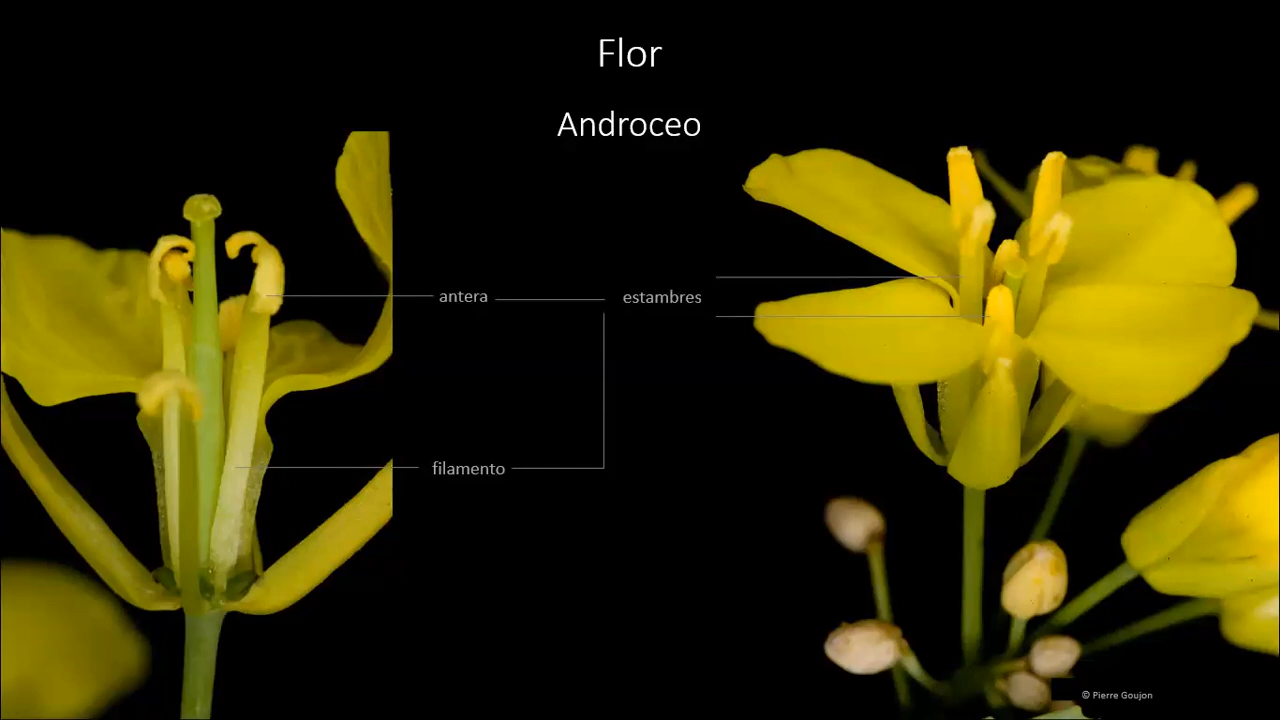 Flor
Androceo
antera
estambres
filamento
© Pierre Goujon